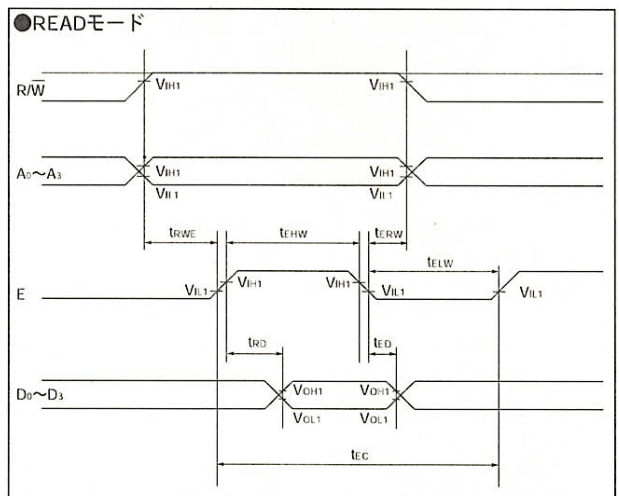 ●READモード
R/W̅ VIH1 VIH1
A0～A3 VIH1 VIH1
VIL1 VIL1
tRWE tEHW tERW
tELW
E VIL1 VIH1 VIH1 VIL1 VIL1
tRD tED
D0～D3 VOH1 VOH1
VOL1 VOL1
tEC